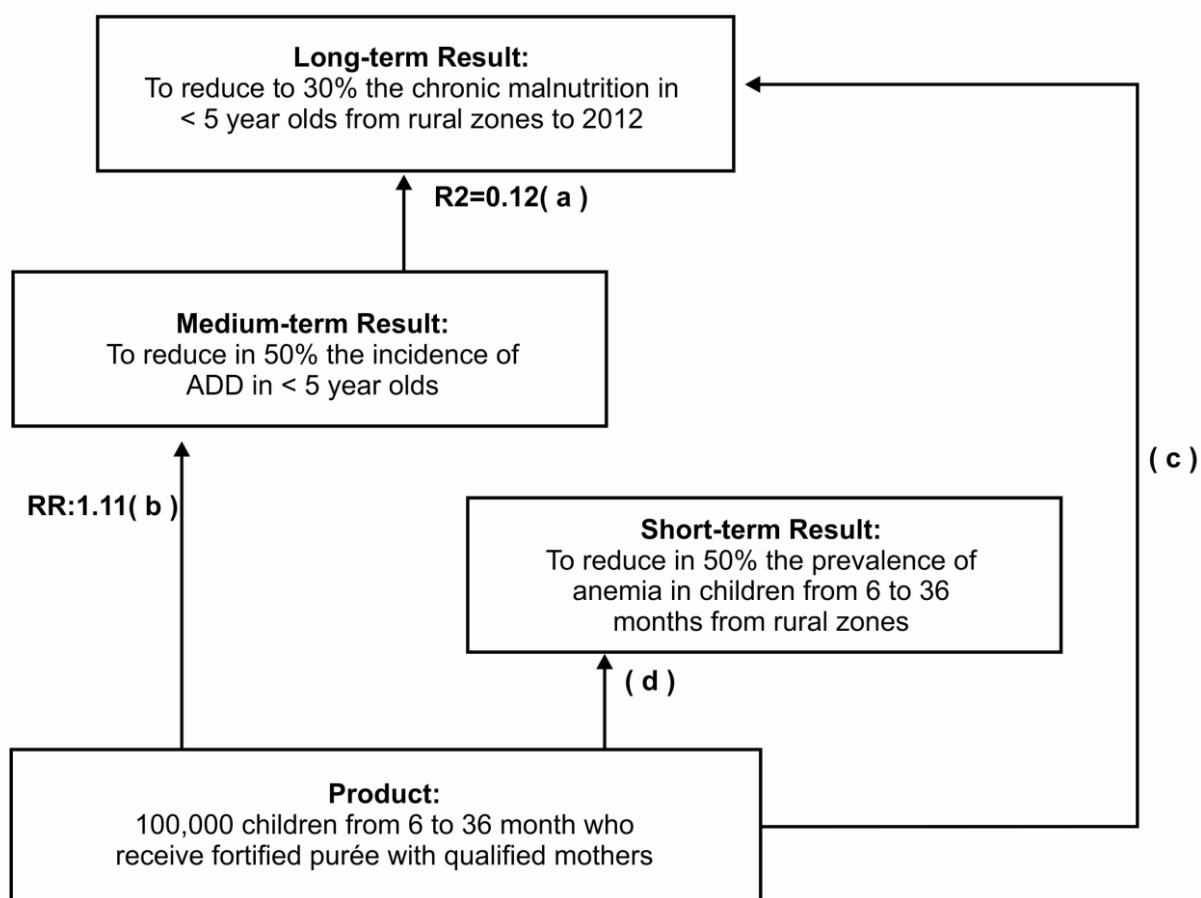 Long-term Result:
To reduce to 30% the chronic malnutrition in
< 5 year olds from rural zones to 2012
R2=0.12( a )
Medium-term Result:
To reduce in 50% the incidence of
ADD in < 5 year olds
( c )
RR:1.11( b )
Short-term Result:
To reduce in 50% the prevalence of
anemia in children from 6 to 36
months from rural zones
( d )
Product:
100,000 children from 6 to 36 month who
receive fortified purée with qualified mothers